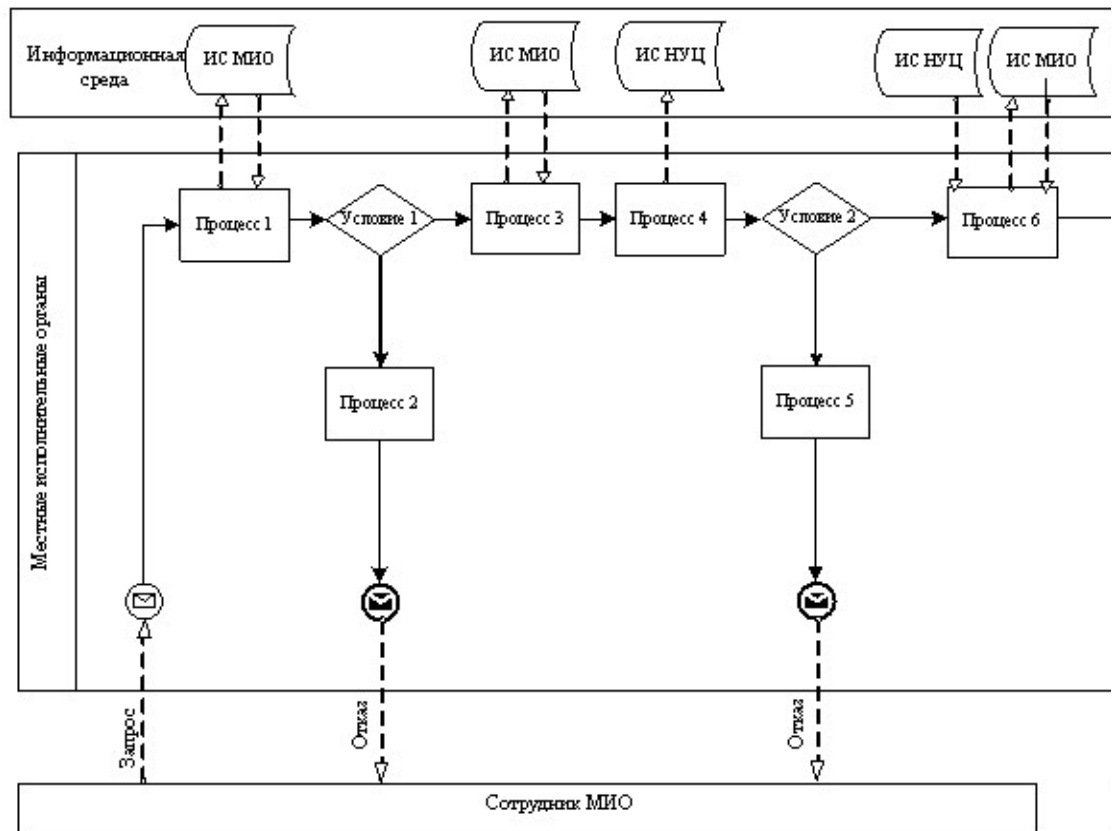 Информационная
среда
ИС МИО
ИС МИО
ИС НУЦ
ИС НУЦ
ИС МИО
Местные исполнительные органы
Процесс 1
Условие 1
Процесс 3
Процесс 4
Условие 2
Процесс 6
Процесс 2
Процесс 5
Запрос
Отказ
Отказ
Сотрудник МИО